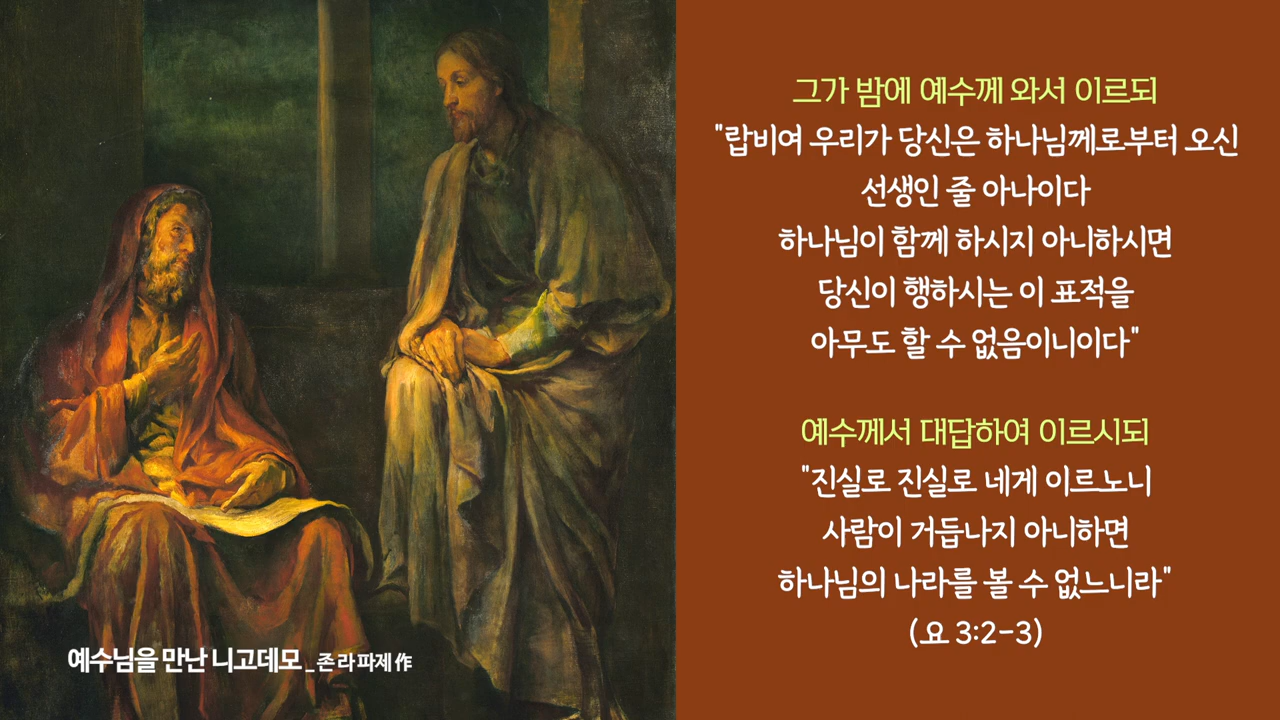 그가 밤에 예수께 와서 이르되
"랍비여 우리가 당신은 하나님께로부터 오신
선생인 줄 아나이다
하나님이 함께 하시지 아니하시면
당신이 행하시는 이 표적을
아무도 할 수 없음이니이다"
예수께서 대답하여 이르시되
"진실로 진실로 네게 이르노니
사람이 거듭나지 아니하면
하나님의 나라를 볼 수 없느니라"
(요 3:2-3)
예수님을 만난 니고데모 _ 존 라 파제 作